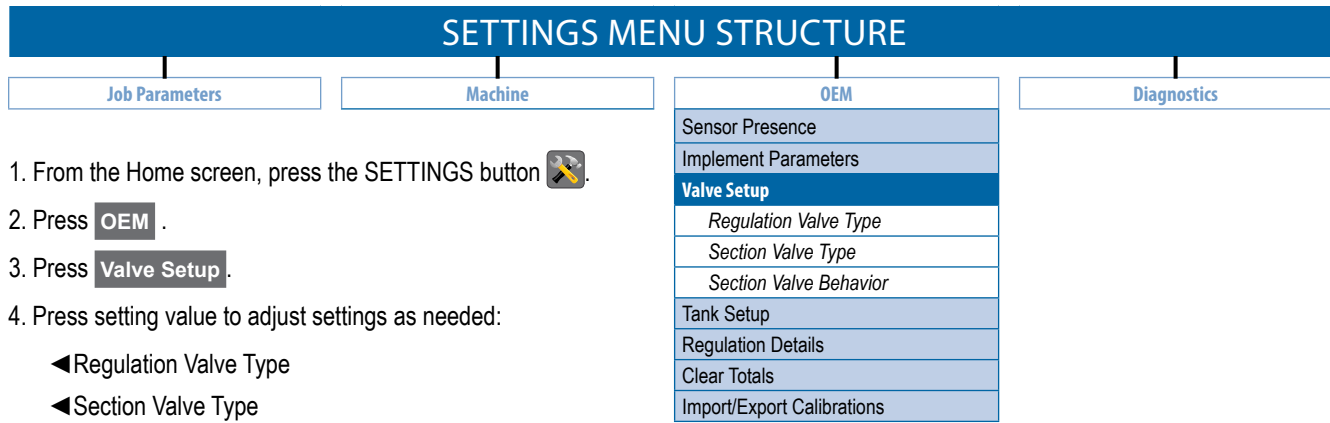 SETTINGS MENU STRUCTURE
Job Parameters
Machine
OEM
Diagnostics
Sensor Presence
Implement Parameters
Valve Setup
Regulation Valve Type
Section Valve Type
Section Valve Behavior
Tank Setup
Regulation Details
Clear Totals
Import/Export Calibrations
1. From the Home screen, press the SETTINGS button .
2. Press OEM .
3. Press Valve Setup.
4. Press setting value to adjust settings as needed:
◄Regulation Valve Type
◄Section Valve Type